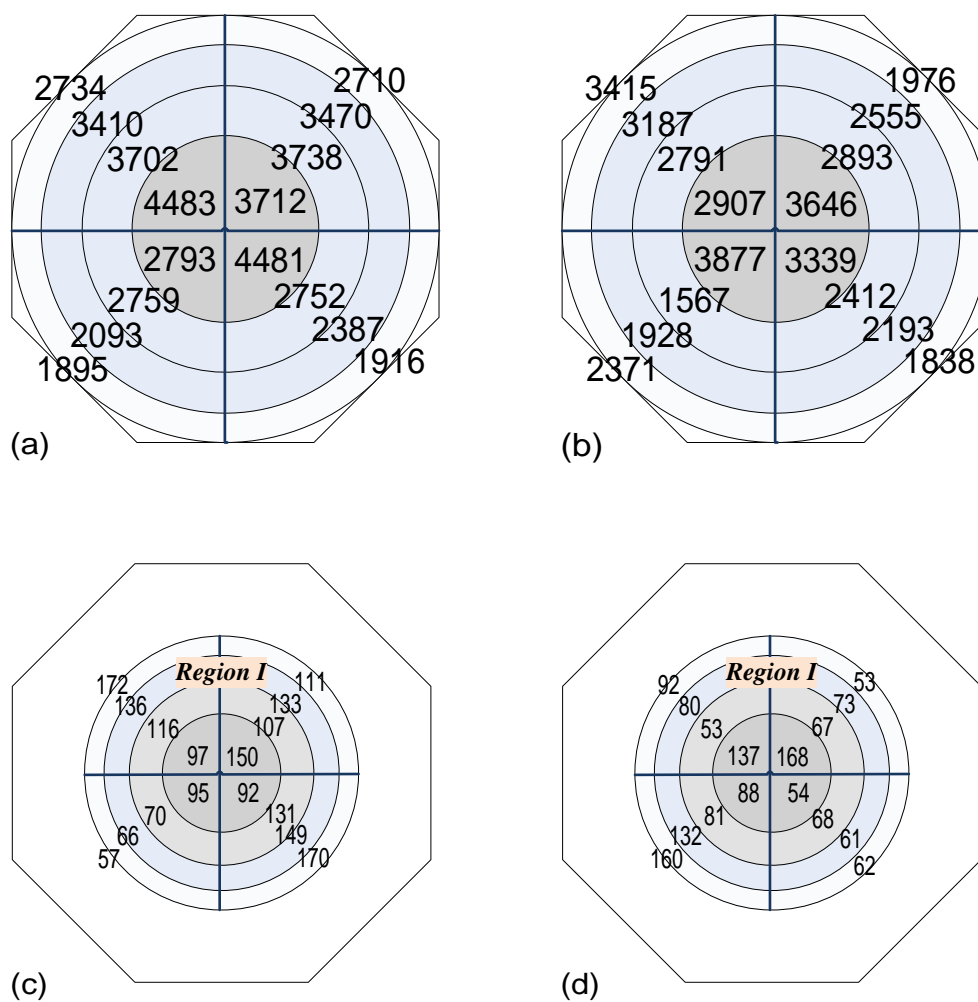 2734 2710 3415 1976
3410 3470 3187 2555
3702 3738 2791 2893
4483 3712 2907 3646
2793 4481 3877 3339
2759 2752 1567 2412
2093 2387 1928 2193
1895 1916 2371 1838
(a) (b)
Region I Region I
172 111 92 53
136 133 80 73
116 107 53 67
97 150 137 168
95 92 88 54
70 131 81 68
66 149 132 61
57 170 160 62
(c) (d)